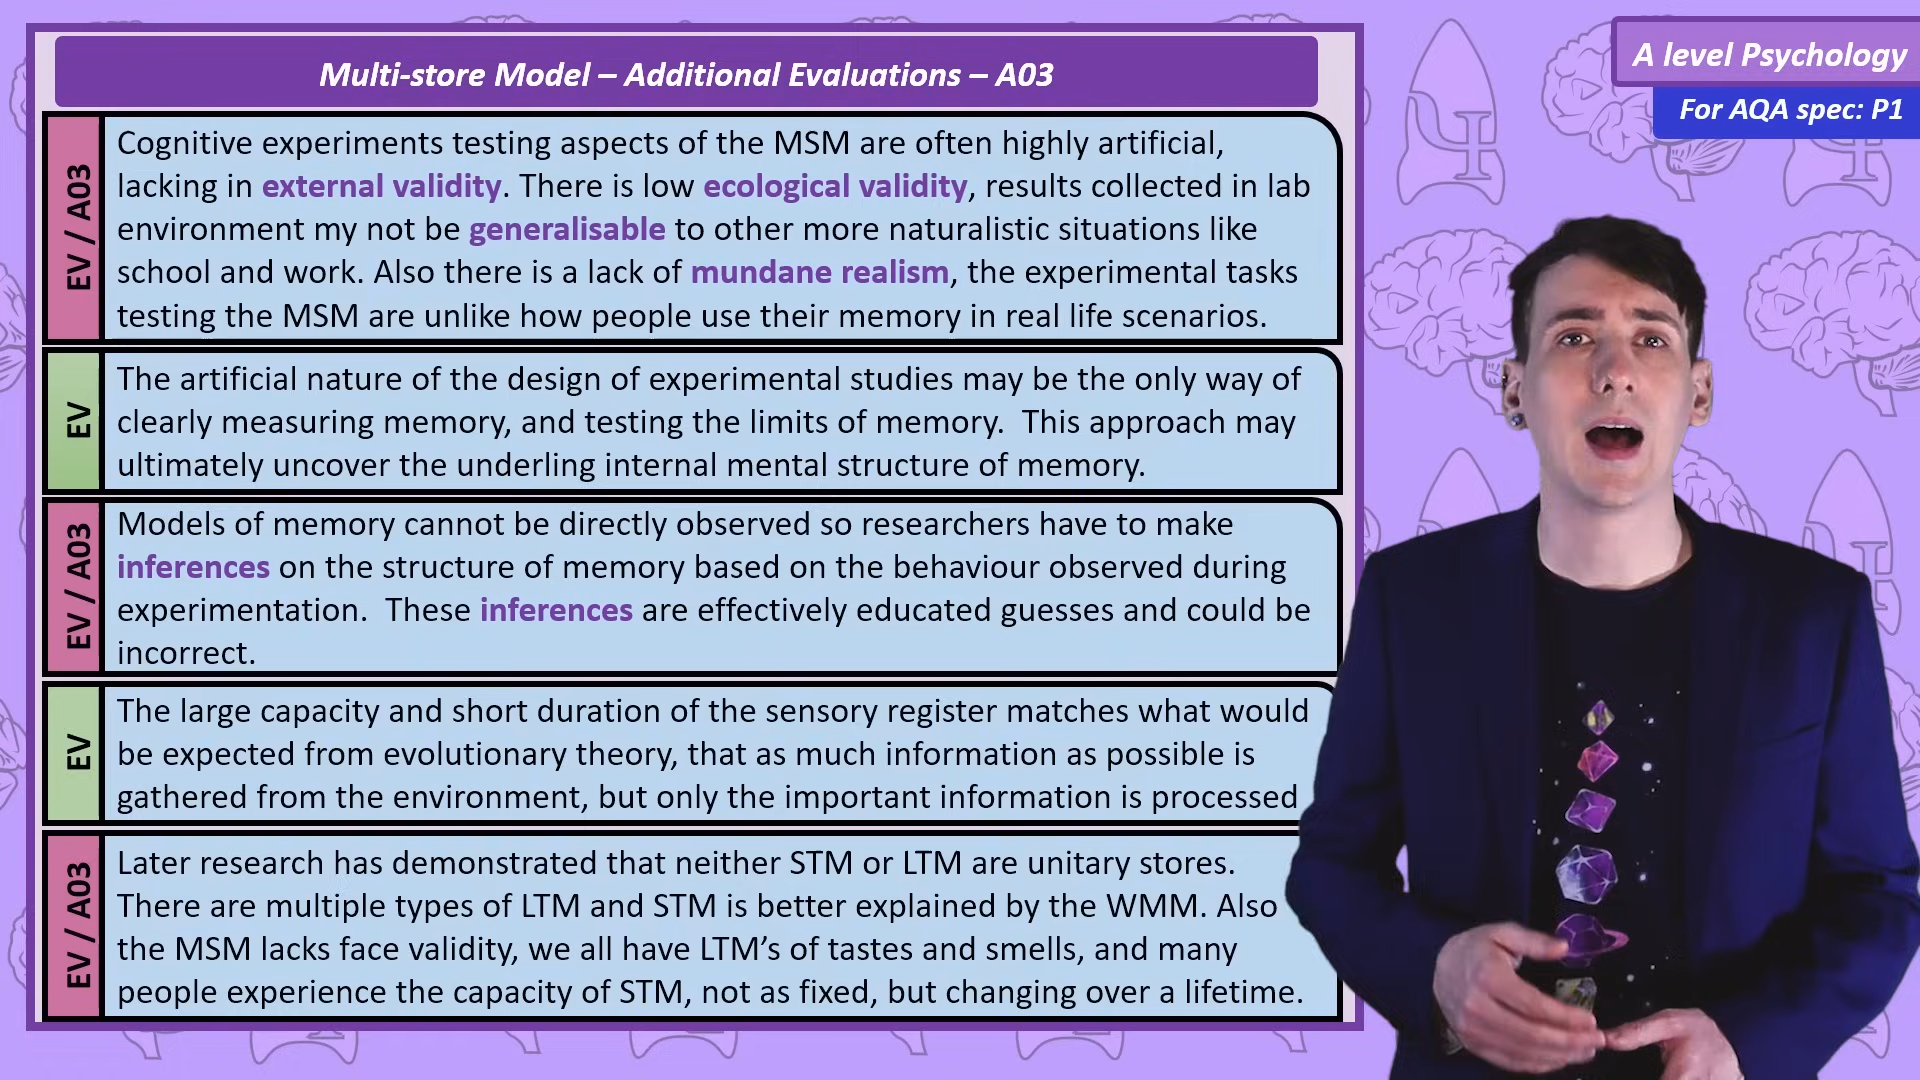 Multi-store Model – Additional Evaluations – A03
A level Psychology
For AQA spec: P1
EV / A03
Cognitive experiments testing aspects of the MSM are often highly artificial,
lacking in external validity. There is low ecological validity, results collected in lab
environment my not be generalisable to other more naturalistic situations like
school and work. Also there is a lack of mundane realism, the experimental tasks
testing the MSM are unlike how people use their memory in real life scenarios.
EV
The artificial nature of the design of experimental studies may be the only way of
clearly measuring memory, and testing the limits of memory.  This approach may
ultimately uncover the underling internal mental structure of memory.
EV / A03
Models of memory cannot be directly observed so researchers have to make
inferences on the structure of memory based on the behaviour observed during
experimentation.  These inferences are effectively educated guesses and could be
incorrect.
EV
The large capacity and short duration of the sensory register matches what would
be expected from evolutionary theory, that as much information as possible is
gathered from the environment, but only the important information is processed
EV / A03
Later research has demonstrated that neither STM or LTM are unitary stores.
There are multiple types of LTM and STM is better explained by the WMM. Also
the MSM lacks face validity, we all have LTM’s of tastes and smells, and many
people experience the capacity of STM, not as fixed, but changing over a lifetime.